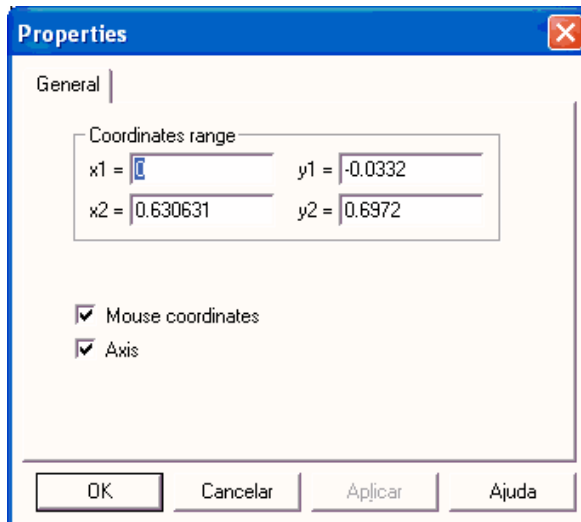 Properties
General
Coordinates range
x1 = 0 y1 = -0.0332
x2 = 0.630631 y2 = 0.6972
Mouse coordinates
Axis
OK Cancelar Aplicar Ajuda